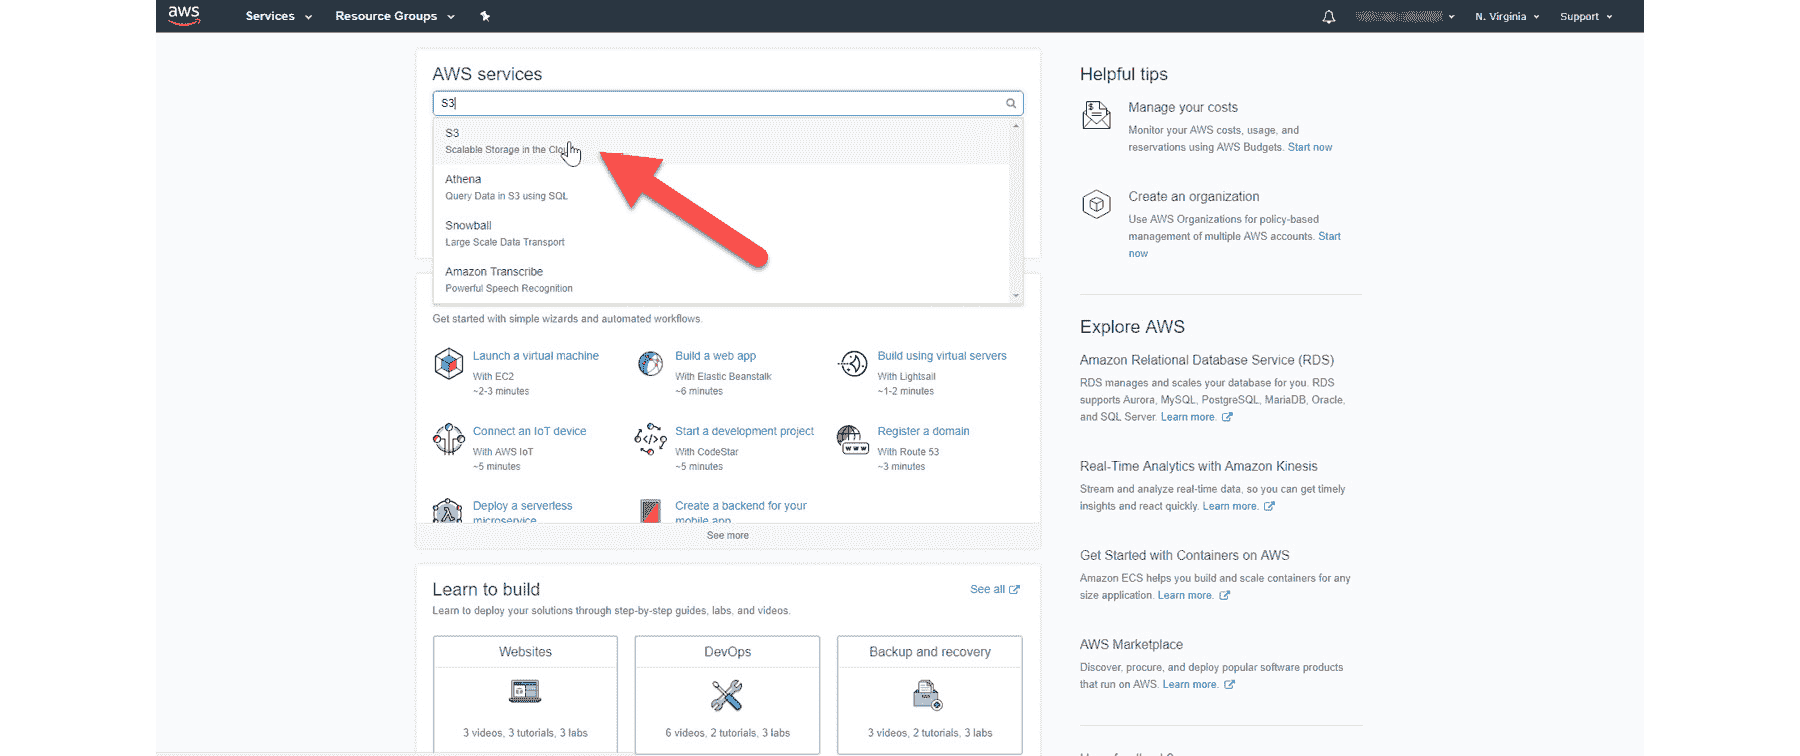 aws Services Resource Groups N. Virginia Support
AWS services
S3
S3
Scalable Storage in the
Athena
Query Data in S3 using SQL
Snowball
Large Scale Data Transport
Amazon Transcribe
Powerful Speech Recognition
Get started with simple wizards and automated workflows.
Launch a virtual machine
With EC2
~2-3 minutes
Build a web app
With Elastic Beanstalk
~6 minutes
Build using virtual servers
With Lightsail
~1-2 minutes
Connect an IoT device
With AWS IoT
~5 minutes
Start a development project
With CodeStar
~5 minutes
Register a domain
With Route 53
~3 minutes
Deploy a serverless
microservice
Create a backend for your
mobile app
See more
Learn to build
See all
Learn to deploy your solutions through step-by-step guides, labs, and videos.
Websites
3 videos, 3 tutorials, 3 labs
DevOps
6 videos, 2 tutorials, 3 labs
Backup and recovery
3 videos, 2 tutorials, 3 labs
Helpful tips
Manage your costs
Monitor your AWS costs, usage, and
reservations using AWS Budgets. Start now
Create an organization
Use AWS Organizations for policy-based
management of multiple AWS accounts. Start
now
Explore AWS
Amazon Relational Database Service (RDS)
RDS manages and scales your database for you. RDS
supports Aurora, MySQL, PostgreSQL, MariaDB, Oracle,
and SQL Server. Learn more.
Real-Time Analytics with Amazon Kinesis
Stream and analyze real-time data, so you can get timely
insights and react quickly. Learn more.
Get Started with Containers on AWS
Amazon ECS helps you build and scale containers for any
size application. Learn more.
AWS Marketplace
Discover, procure, and deploy popular software products
that run on AWS. Learn more.